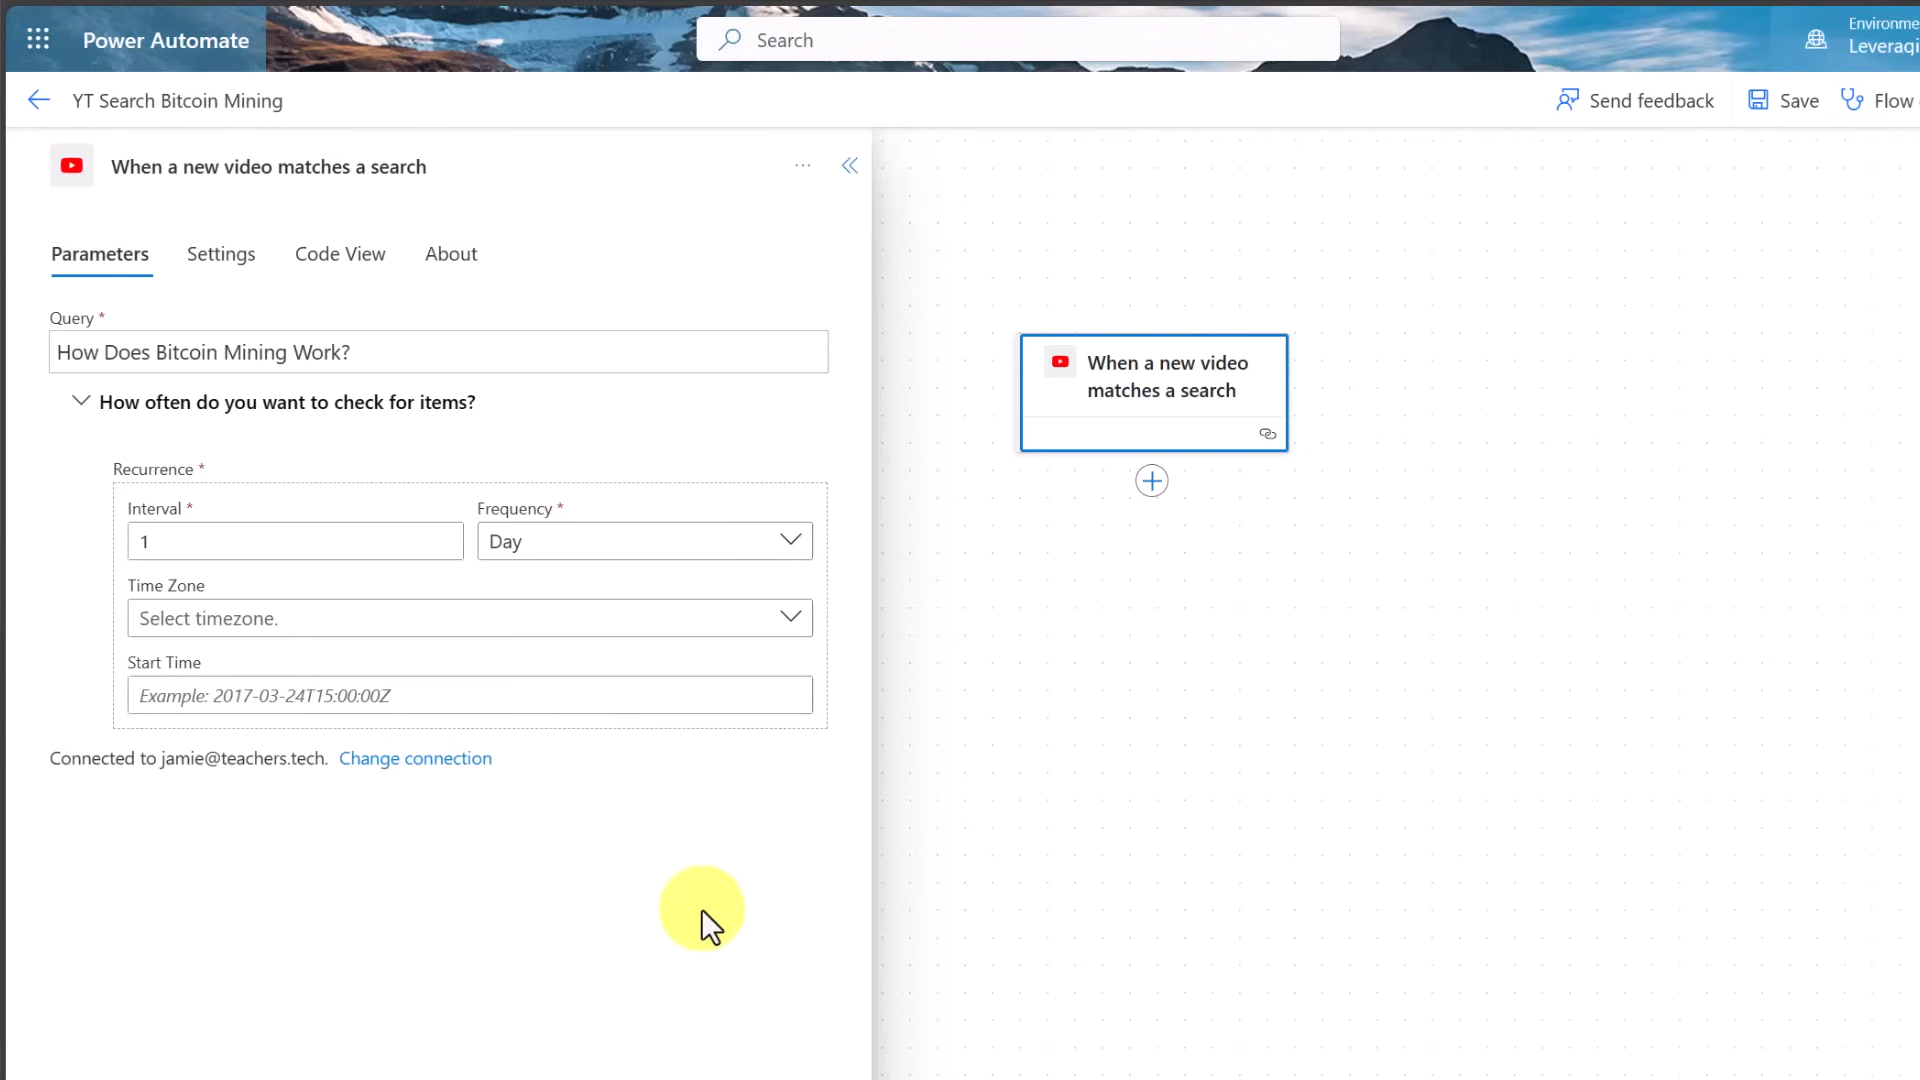 Power Automate
Search
Environme
Leveragi
YT Search Bitcoin Mining
Send feedback
Save
Flow
When a new video matches a search
Parameters
Settings
Code View
About
Query *
How Does Bitcoin Mining Work?
How often do you want to check for items?
Recurrence *
Interval *
Frequency *
1
Day
Time Zone
Select timezone.
Start Time
Example: 2017-03-24T15:00:00Z
Connected to jamie@teachers.tech. Change connection
When a new video
matches a search